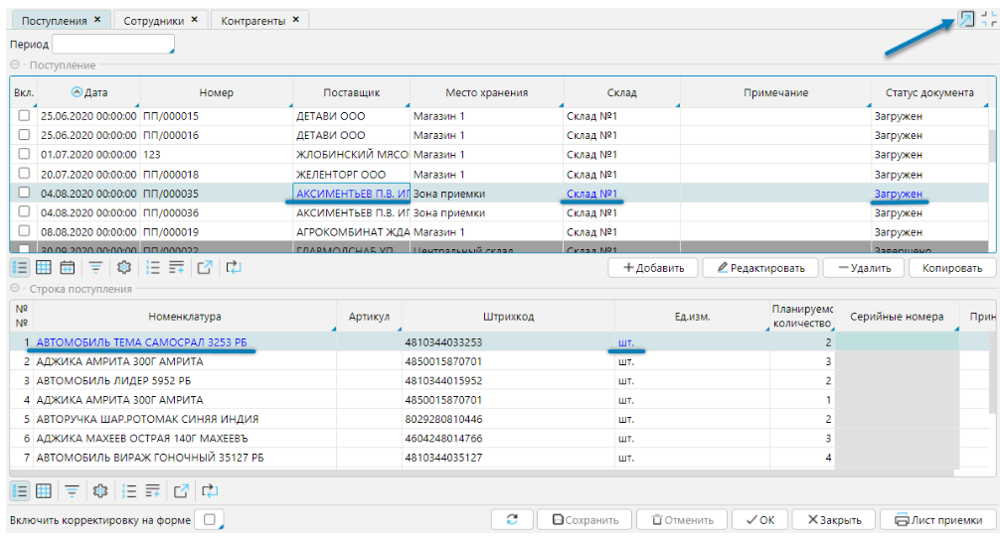 Поступления × Сотрудники × Контрагенты ×
Период
Поступление
Вкл. Дата Номер Поставщик Место хранения Склад Примечание Статус документа
25.06.2020 00:00:00 ПП/000015 ДЕТАВИ ООО Магазин 1 Склад №1 Загружен
25.06.2020 00:00:00 ПП/000016 ДЕТАВИ ООО Магазин 1 Склад №1 Загружен
01.07.2020 00:00:00 123 ЖЛОБИНСКИЙ МЯСО Магазин 1 Склад №1 Загружен
20.07.2020 00:00:00 ПП/000018 ЖЕЛЕНТОРГ ООО Магазин 1 Склад №1 Загружен
04.08.2020 00:00:00 ПП/000035 АКСИМЕНТЬЕВ П.В. ИП Зона приемки Склад №1 Загружен
04.08.2020 00:00:00 ПП/000036 АКСИМЕНТЬЕВ П.В. ИП Зона приемки Склад №1 Загружен
08.08.2020 00:00:00 ПП/000019 АГРОКОМБИНАТ ЖДА Магазин 1 Склад №1 Загружен
30.09.2020 00:00:00 ПП/000022 ГЛАВМОЛСНАБ УП Центральный склад Склад №1 Завершено
+ Добавить Редактировать — Удалить Копировать
Строка поступления
№ №	Номенклатура Артикул Штрихкод Ед.изм. Планируемо количество Серийные номера Прин
1 АВТОМОБИЛЬ ТЕМА САМОСРАЛ 3253 РБ 4810344033253 шт. 2
2 АДЖИКА АМРИТА 300Г АМРИТА 4850015870701 шт. 3
3 АВТОМОБИЛЬ ЛИДЕР 5952 РБ 4810344015952 шт. 2
4 АДЖИКА АМРИТА 300Г АМРИТА 4850015870701 шт. 1
5 АВТОРУЧКА ШАР.РОТОМАК СИНЯЯ ИНДИЯ 8029280810446 шт. 2
6 АДЖИКА МАХЕЕВ ОСТРАЯ 140Г МАХЕЕВЪ 4604248014766 шт. 3
7 АВТОМОБИЛЬ ВИРАЖ ГОНОЧНЫЙ 35127 РБ 4810344035127 шт. 4
Включить корректировку на форме Сохранить Отменить ОК Закрыть Лист приемки